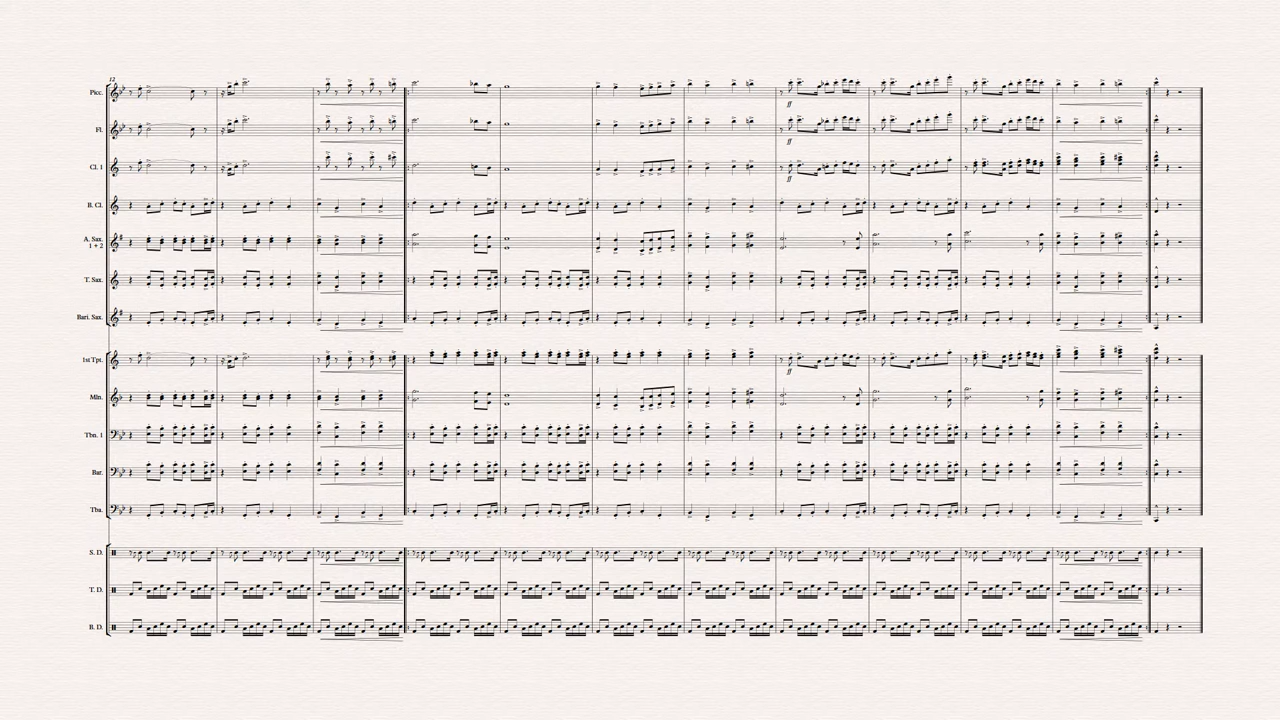 12
Picc.
Fl.
Cl. 1
B. Cl.
A. Sax.
1 + 2
T. Sax.
Bari. Sax.
1st Tpt.
Mln.
Tbn. 1
Bar.
Tba.
S. D.
T. D.
B. D.
ff
ff
ff
ff